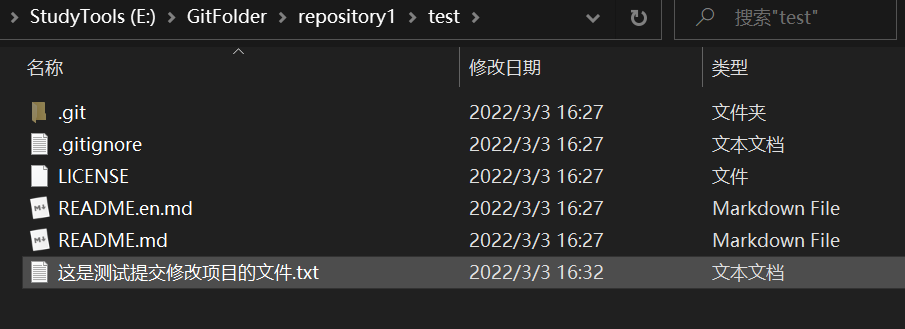 StudyTools (E:) > GitFolder > repository1 > test > 搜索"test"
名称 修改日期 类型
.git 2022/3/3 16:27 文件夹
.gitignore 2022/3/3 16:27 文本文档
LICENSE 2022/3/3 16:27 文件
README.en.md 2022/3/3 16:27 Markdown File
README.md 2022/3/3 16:27 Markdown File
这是测试提交修改项目的文件.txt 2022/3/3 16:32 文本文档